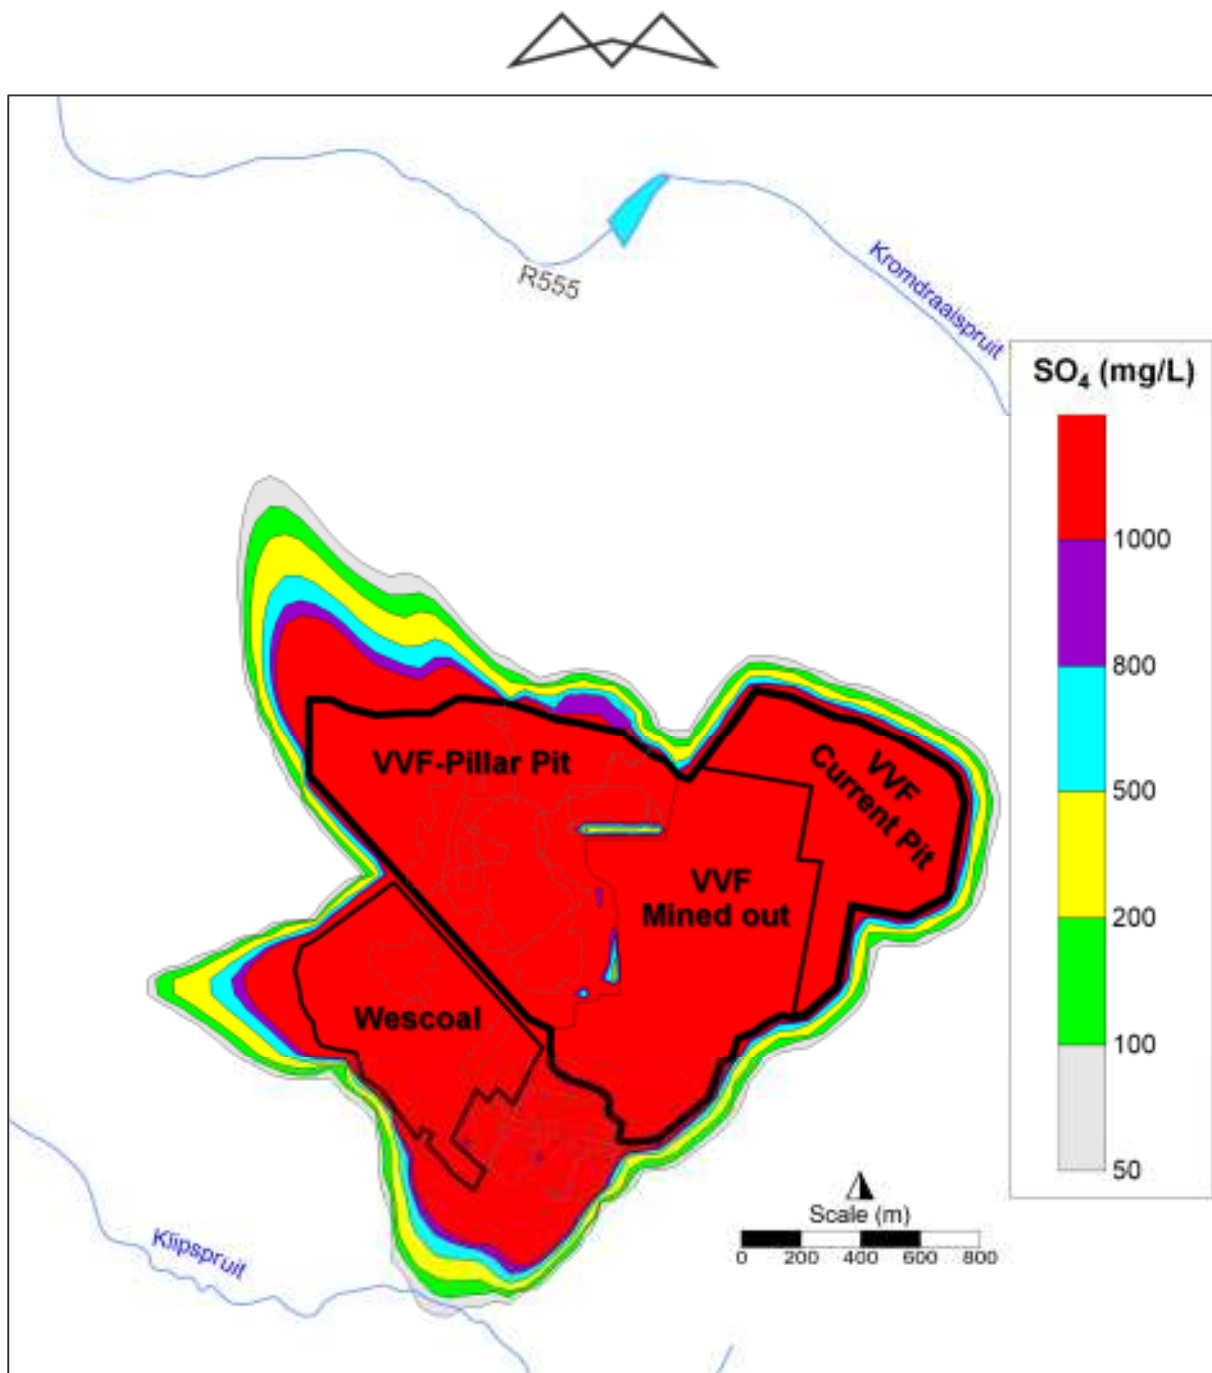 R555
Kromdraaispruit
SO₄ (mg/L)
1000
800
500
200
100
50
VVF-Pillar Pit
VVF
Current Pit
VVF
Mined out
Wescoal
Klipspruit
Scale (m)
0 200 400 600 800